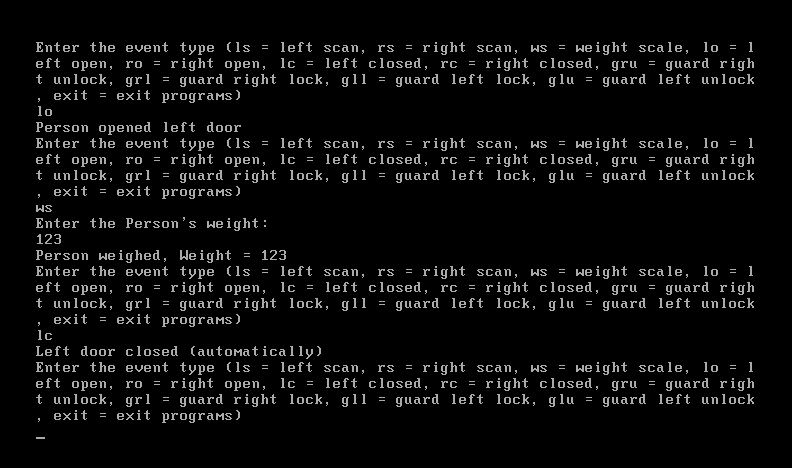 Enter the event type (ls = left scan, rs = right scan, ws = weight scale, lo = l
eft open, ro = right open, lc = left closed, rc = right closed, gru = guard righ
t unlock, grl = guard right lock, gll = guard left lock, glu = guard left unlock
, exit = exit programs)
lo
Person opened left door
Enter the event type (ls = left scan, rs = right scan, ws = weight scale, lo = l
eft open, ro = right open, lc = left closed, rc = right closed, gru = guard righ
t unlock, grl = guard right lock, gll = guard left lock, glu = guard left unlock
, exit = exit programs)
ws
Enter the Person's weight:
123
Person weighed, Weight = 123
Enter the event type (ls = left scan, rs = right scan, ws = weight scale, lo = l
eft open, ro = right open, lc = left closed, rc = right closed, gru = guard righ
t unlock, grl = guard right lock, gll = guard left lock, glu = guard left unlock
, exit = exit programs)
lc
Left door closed (automatically)
Enter the event type (ls = left scan, rs = right scan, ws = weight scale, lo = l
eft open, ro = right open, lc = left closed, rc = right closed, gru = guard righ
t unlock, grl = guard right lock, gll = guard left lock, glu = guard left unlock
, exit = exit programs)